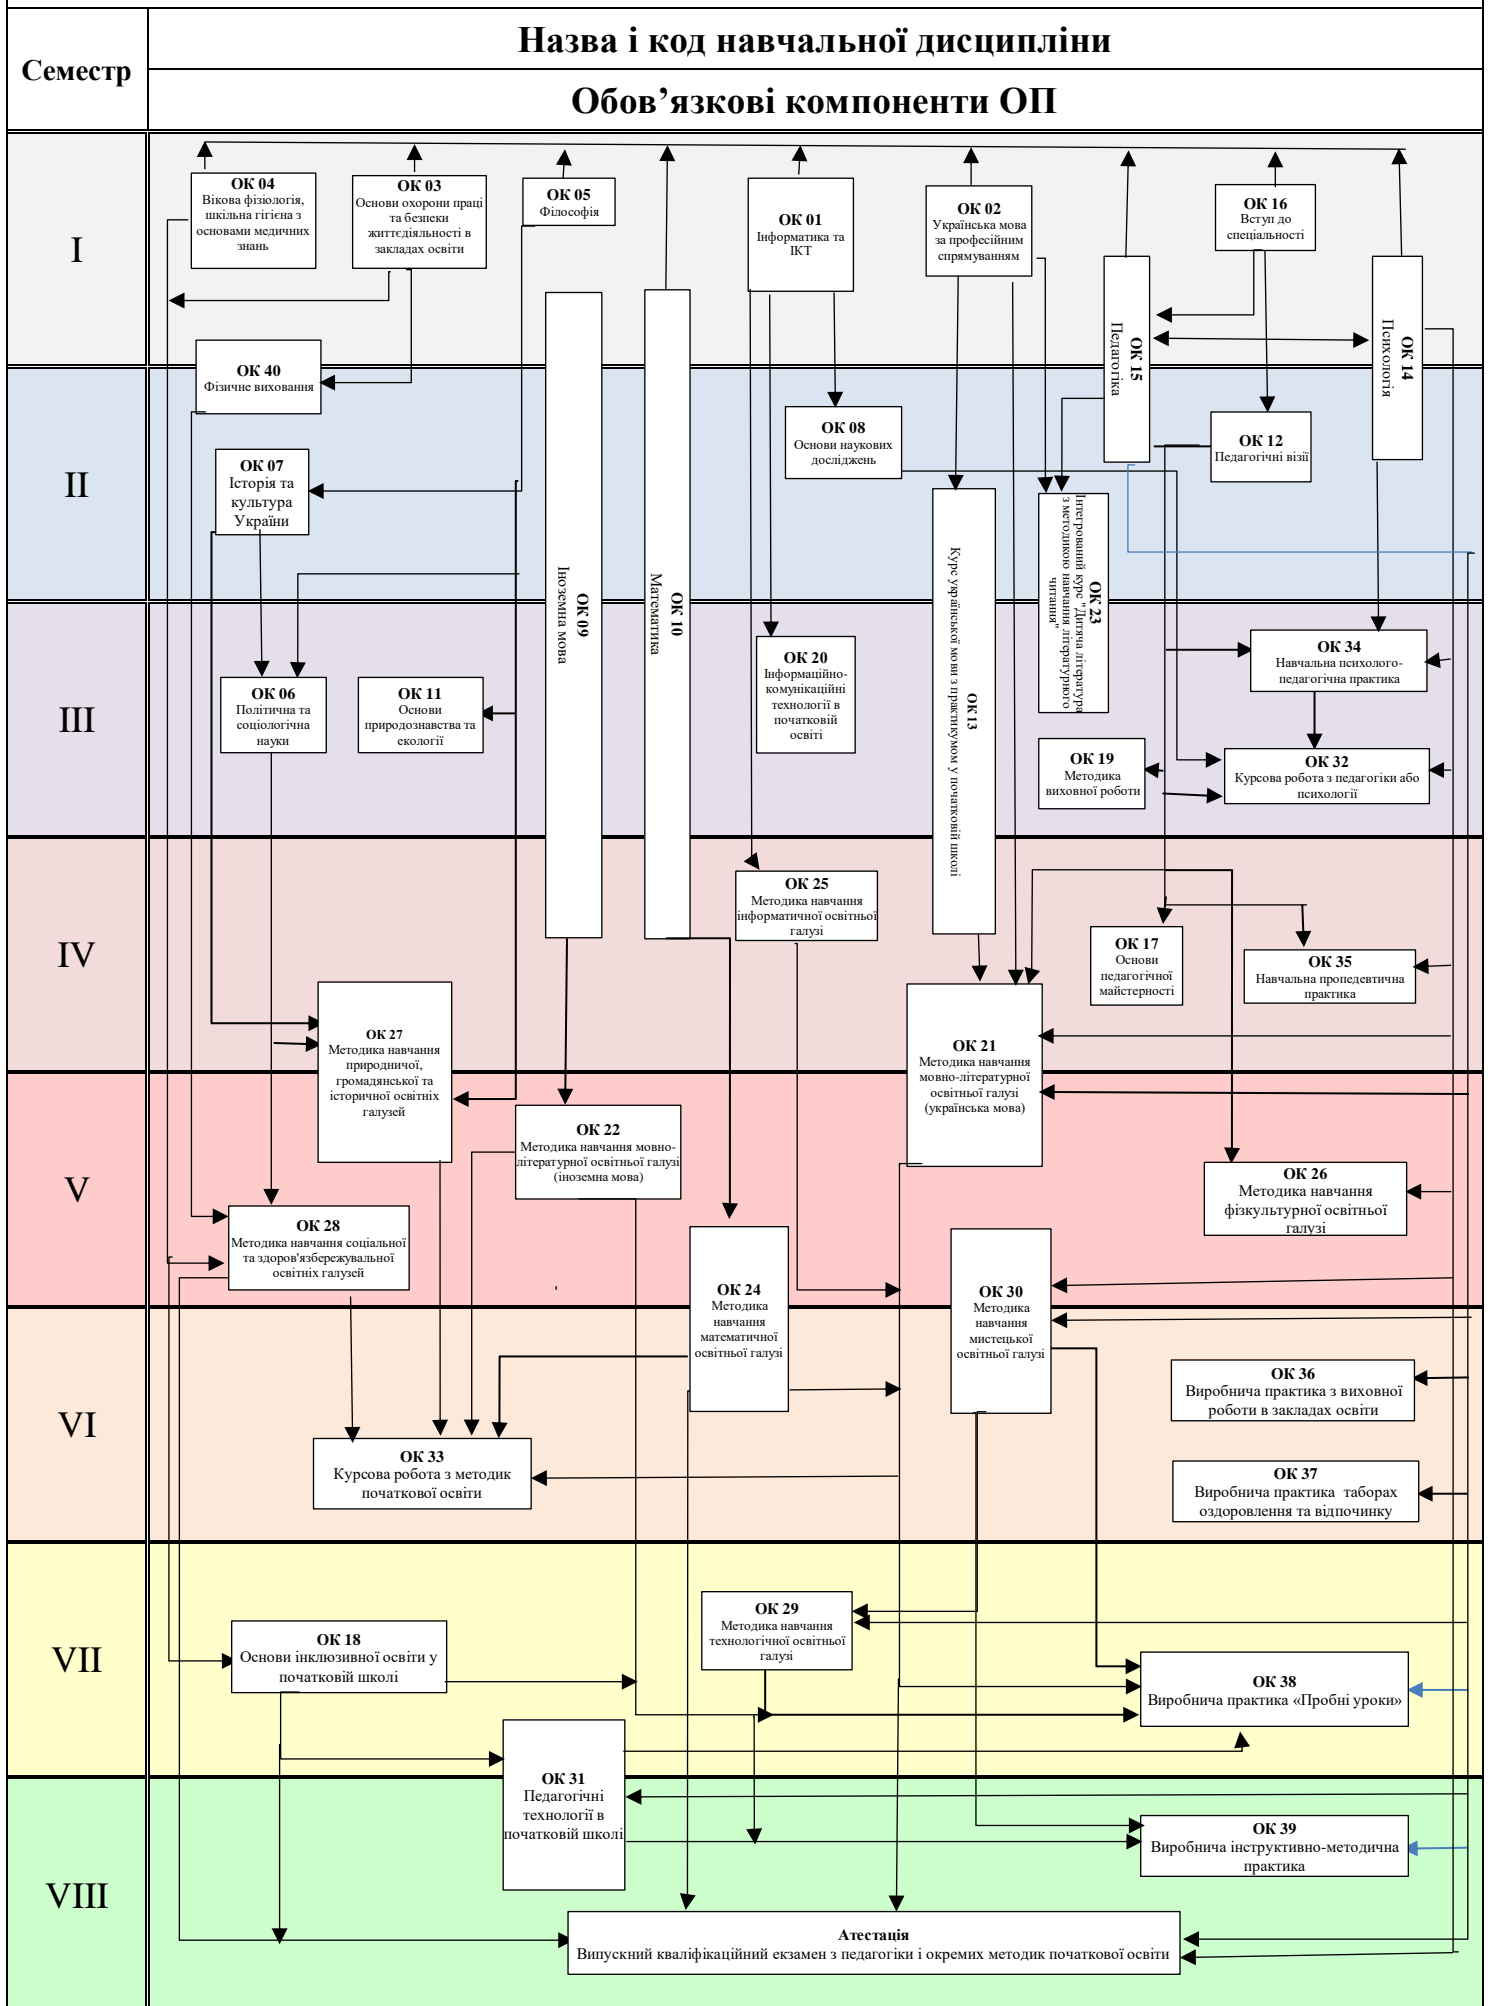 Семестр
Назва і код навчальної дисципліни
Обов’язкові компоненти ОП
I
ОК 04
Вікова фізіологія,
шкільна гігієна з
основами медичних
знань
ОК 03
Основи охорони праці
та безпеки
життєдіяльності в
закладах освіти
ОК 05
Філософія
ОК 01
Інформатика та
ІКТ
ОК 02
Українська мова
за професійним
спрямуванням
ОК 16
Вступ до
спеціальності
ОК 15
Педагогіка
ОК 14
Психологія
ОК 40
Фізичне виховання
II
ОК 08
Основи наукових
досліджень
ОК 12
Педагогічні візії
ОК 07
Історія та
культура
України
ОК 09
Іноземна мова
ОК 10
Математика
ОК 13
Курс української мови з практикумом у початковій школі
ОК 23
Інтегрований курс "Дитяча література
з методикою навчання літературного
читання"
III
ОК 06
Політична та
соціологічна
науки
ОК 11
Основи
природознавства та
екології
ОК 20
Інформаційно-
комунікаційні
технології в
початковій
освіті
ОК 34
Навчальна психолого-
педагогічна практика
ОК 19
Методика
виховної роботи
ОК 32
Курсова робота з педагогіки або
психології
IV
ОК 25
Методика навчання
інформатичної освітньої
галузі
ОК 17
Основи
педагогічної
майстерності
ОК 35
Навчальна пропедевтична
практика
ОК 27
Методика навчання
природничої,
громадянської та
історичної освітніх
галузей
ОК 21
Методика навчання
мовно-літературної
освітньої галузі
(українська мова)
V
ОК 22
Методика навчання мовно-
літературної освітньої галузі
(іноземна мова)
ОК 26
Методика навчання
фізкультурної освітньої
галузі
ОК 28
Методика навчання соціальної
та здоров'язбережувальної
освітніх галузей
ОК 24
Методика
навчання
математичної
освітньої галузі
ОК 30
Методика
навчання
мистецької
освітньої галузі
VI
ОК 36
Виробнича практика з виховної
роботи в закладах освіти
ОК 33
Курсова робота з методик
початкової освіти
ОК 37
Виробнича практика таборах
оздоровлення та відпочинку
VII
ОК 29
Методика навчання
технологічної освітньої
галузі
ОК 18
Основи інклюзивної освіти у
початковій школі
ОК 38
Виробнича практика «Пробні уроки»
ОК 31
Педагогічні
технології в
початковій школі
VIII
ОК 39
Виробнича інструктивно-методична
практика
Атестація
Випускний кваліфікаційний екзамен з педагогіки і окремих методик початкової освіти